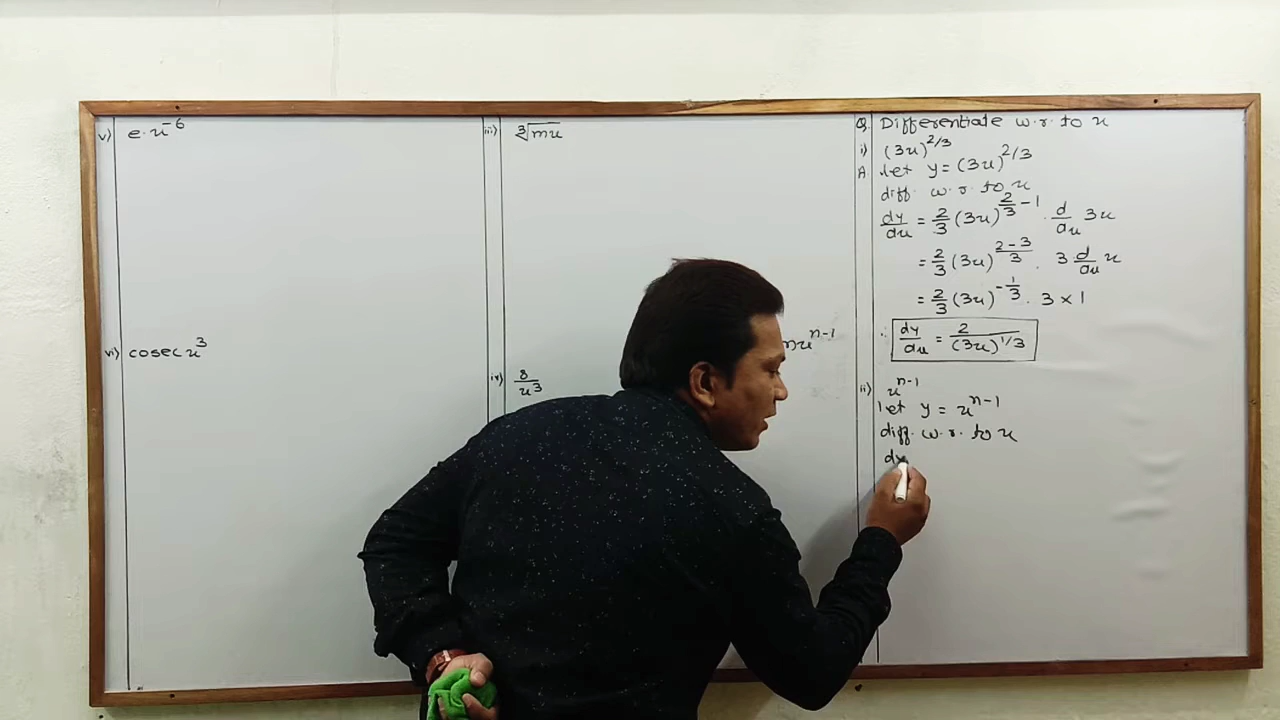 v) e.x⁻⁶
vi) cosec x³
iii) ∛mx
nx^{n-1}
iv) 8/x³
Q. Differentiate w.r. to x
i) (3x)^{2/3}
A. let y = (3x)^{2/3}
diff. w.r. to x
dy/dx = 2/3 (3x)^{2/3 - 1} . d/dx 3x
= 2/3 (3x)^{(2-3)/3} . 3 d/dx x
= 2/3 (3x)^{-1/3} . 3 × 1
∴ dy/dx = 2/(3x)^{1/3}
ii) x^{n-1}
let y = x^{n-1}
diff. w.r. to x
dy